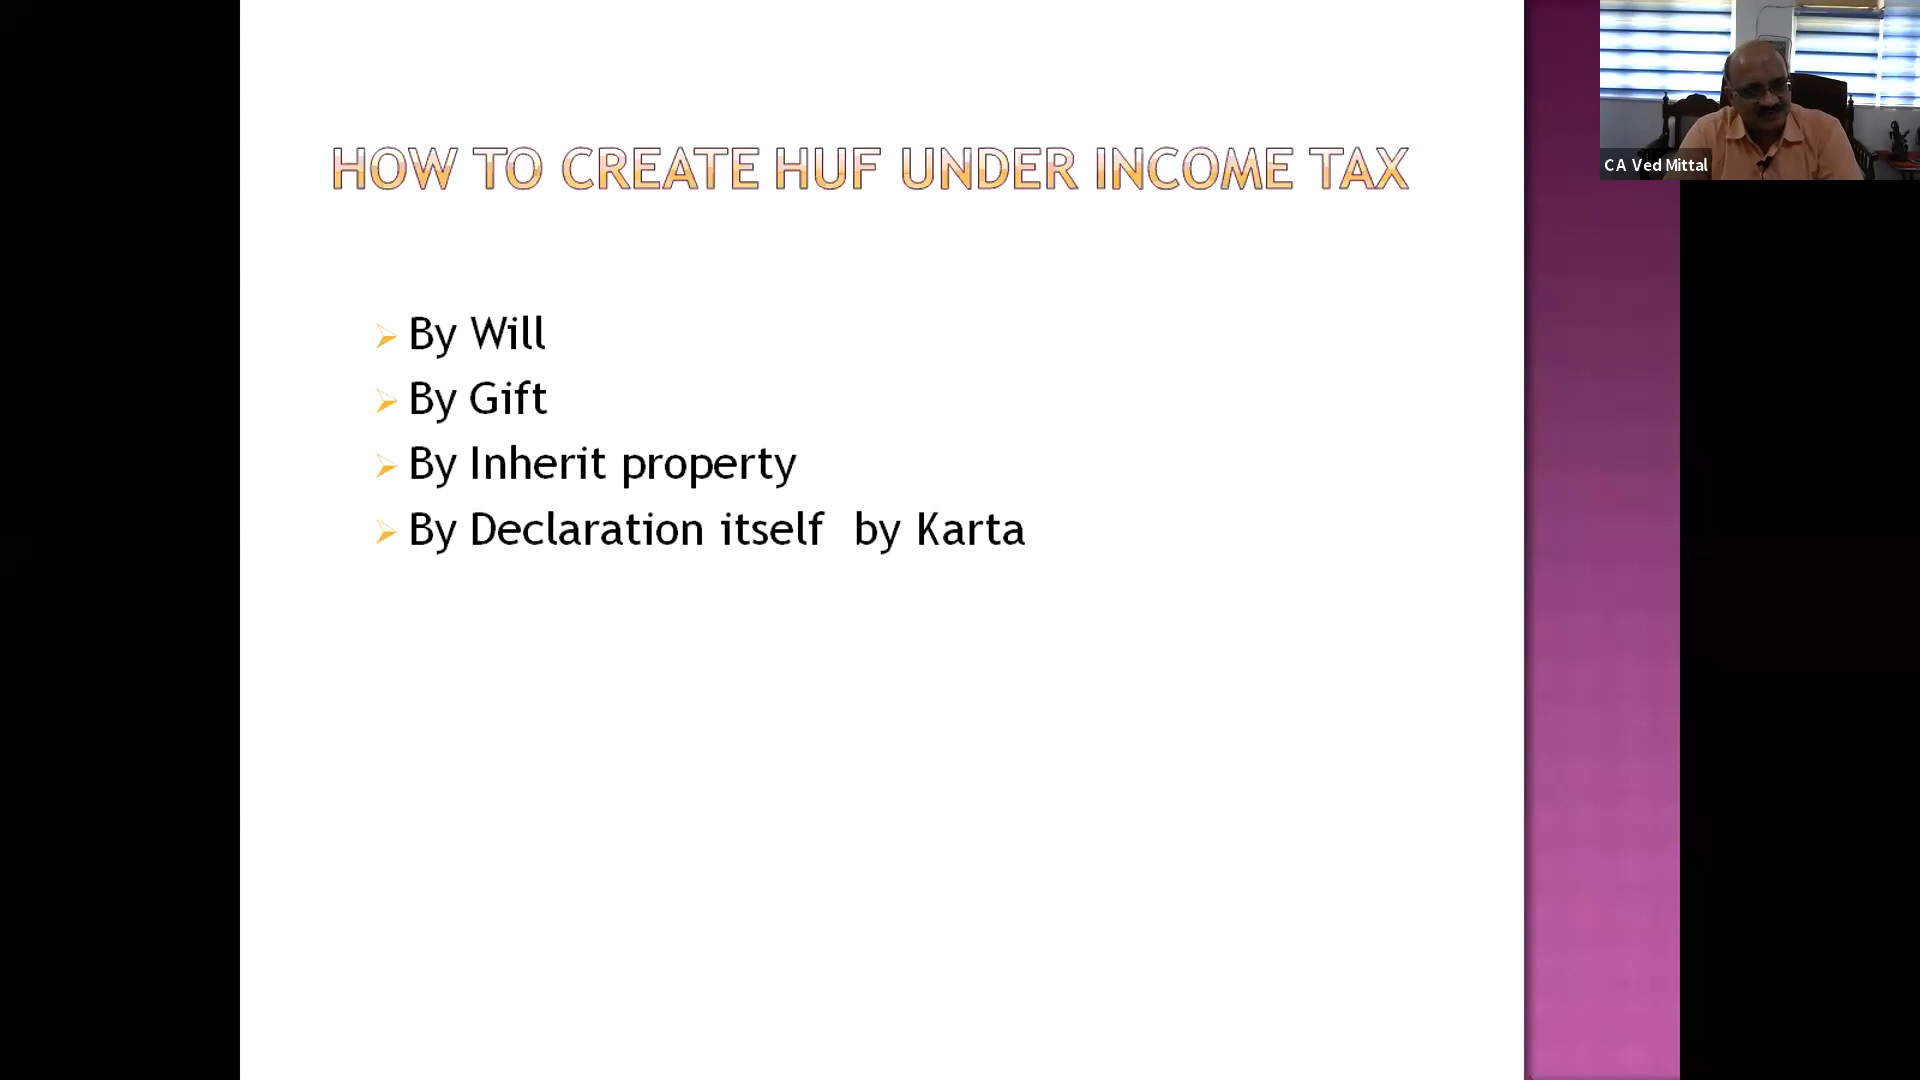 HOW TO CREATE HUF UNDER INCOME TAX
By Will
By Gift
By Inherit property
By Declaration itself by Karta
CA Ved Mittal